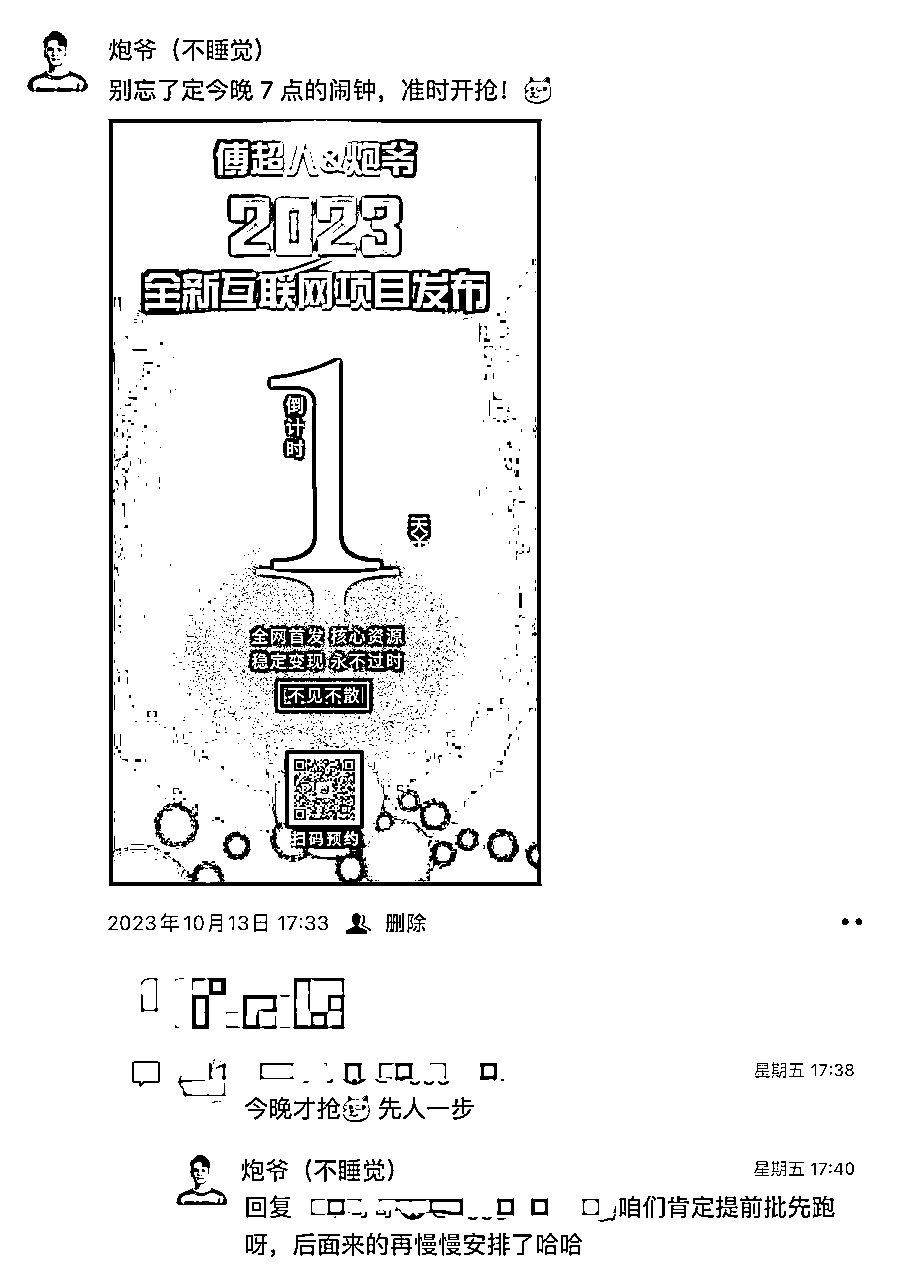 炮爷（不睡觉）
别忘了定今晚 7 点的闹钟，准时开抢！
傅超人&炮爷
2023
全新互联网项目发布
1
倒计时
天
全网首发 核心资源
稳定变现 永不过时
不见不散
扫码预约
2023年10月13日 17:33 删除
星期五 17:38
今晚才抢 先人一步
炮爷（不睡觉）
星期五 17:40
回复 咱们肯定提前批先跑
呀，后面来的再慢慢安排了哈哈